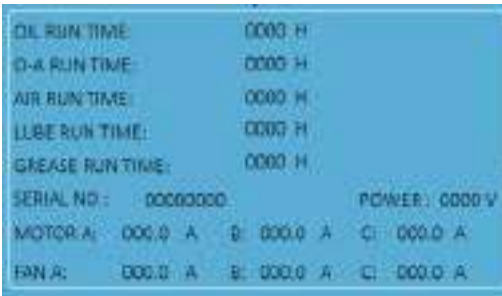 OIL RUN TIME: 0000 H
O-A RUN TIME: 0000 H
AIR RUN TIME: 0000 H
LUBE RUN TIME: 0000 H
GREASE RUN TIME: 0000 H
SERIAL NO: 00000000 POWER: 0000 V
MOTOR A: 000.0 A B: 000.0 A C: 000.0 A
FAN A: 000.0 A B: 000.0 A C: 000.0 A